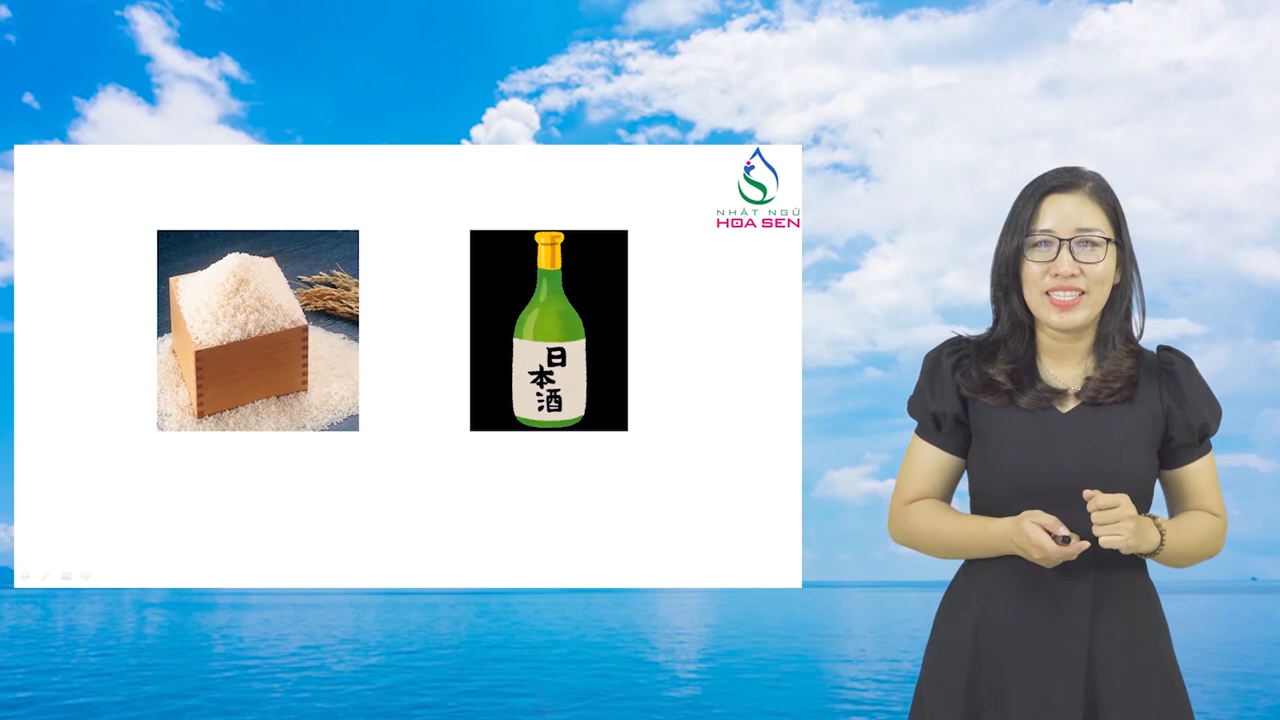 NHẬT NGỮ
HOA SEN
日
本
酒